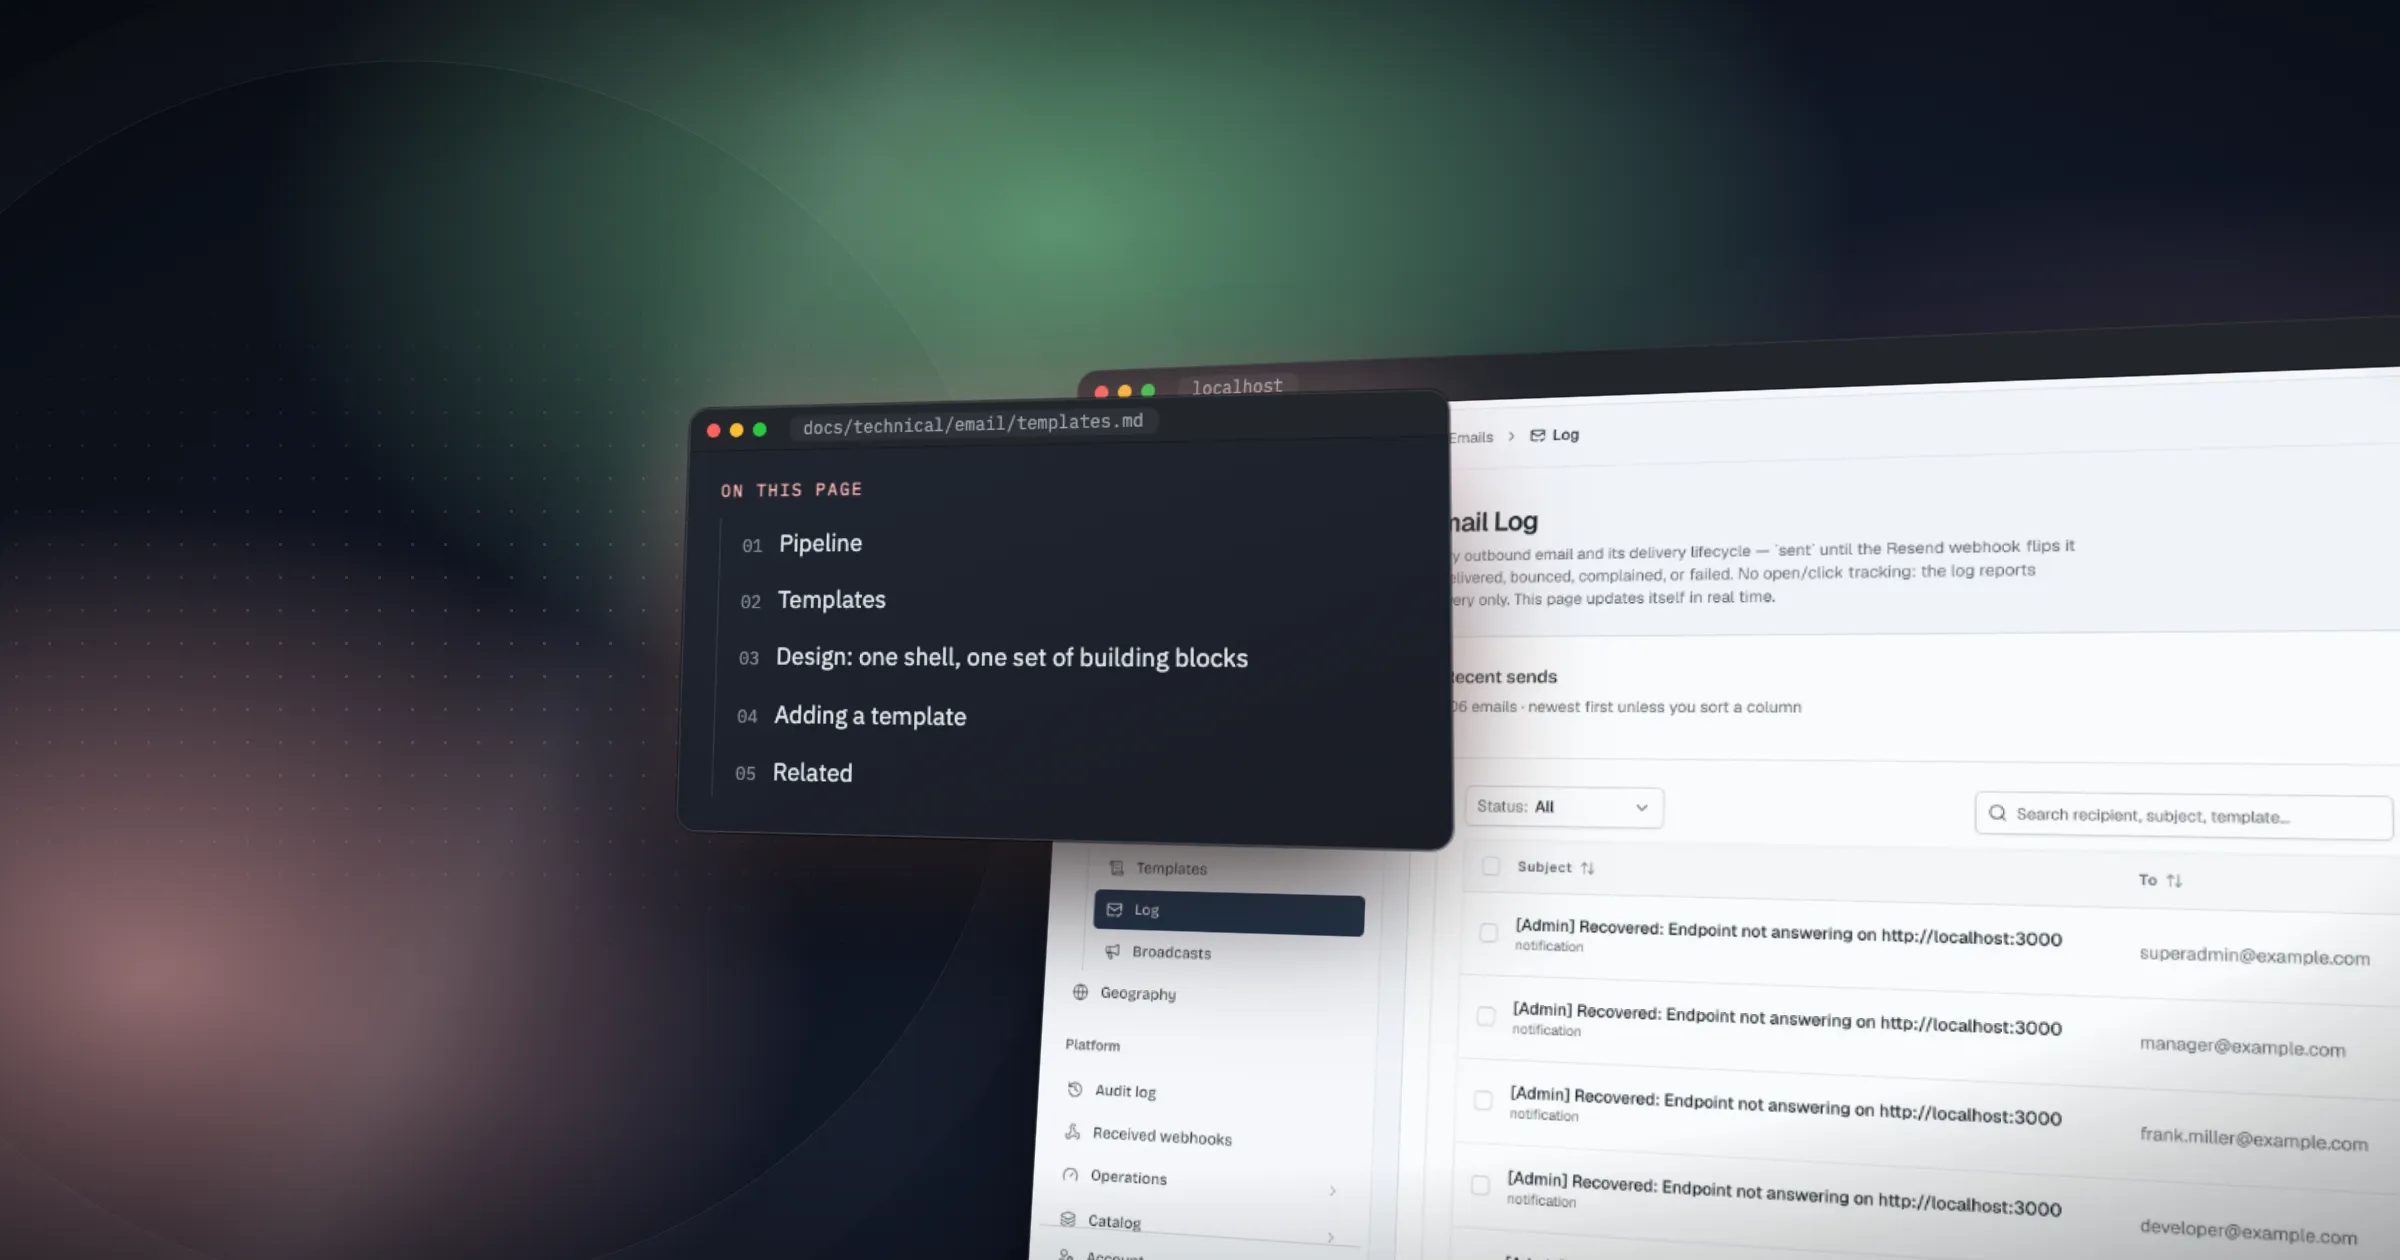 localhost
docs/technical/email/templates.md
ON THIS PAGE
01 Pipeline
02 Templates
03 Design: one shell, one set of building blocks
04 Adding a template
05 Related
Emails > Log
Log
outbound email and its delivery lifecycle — `sent` until the Resend webhook flips it
bounced, complained, or failed. No open/click tracking: the log reports
only. This page updates itself in real time.
sends
emails · newest first unless you sort a column
Status: All
Search recipient, subject, template…
Subject
To
[Admin] Recovered: Endpoint not answering on http://localhost:3000
notification
superadmin@example.com
[Admin] Recovered: Endpoint not answering on http://localhost:3000
notification
manager@example.com
[Admin] Recovered: Endpoint not answering on http://localhost:3000
notification
frank.miller@example.com
[Admin] Recovered: Endpoint not answering on http://localhost:3000
notification
developer@example.com
Templates
Log
Broadcasts
Geography
Platform
Audit log
Received webhooks
Operations
Catalog